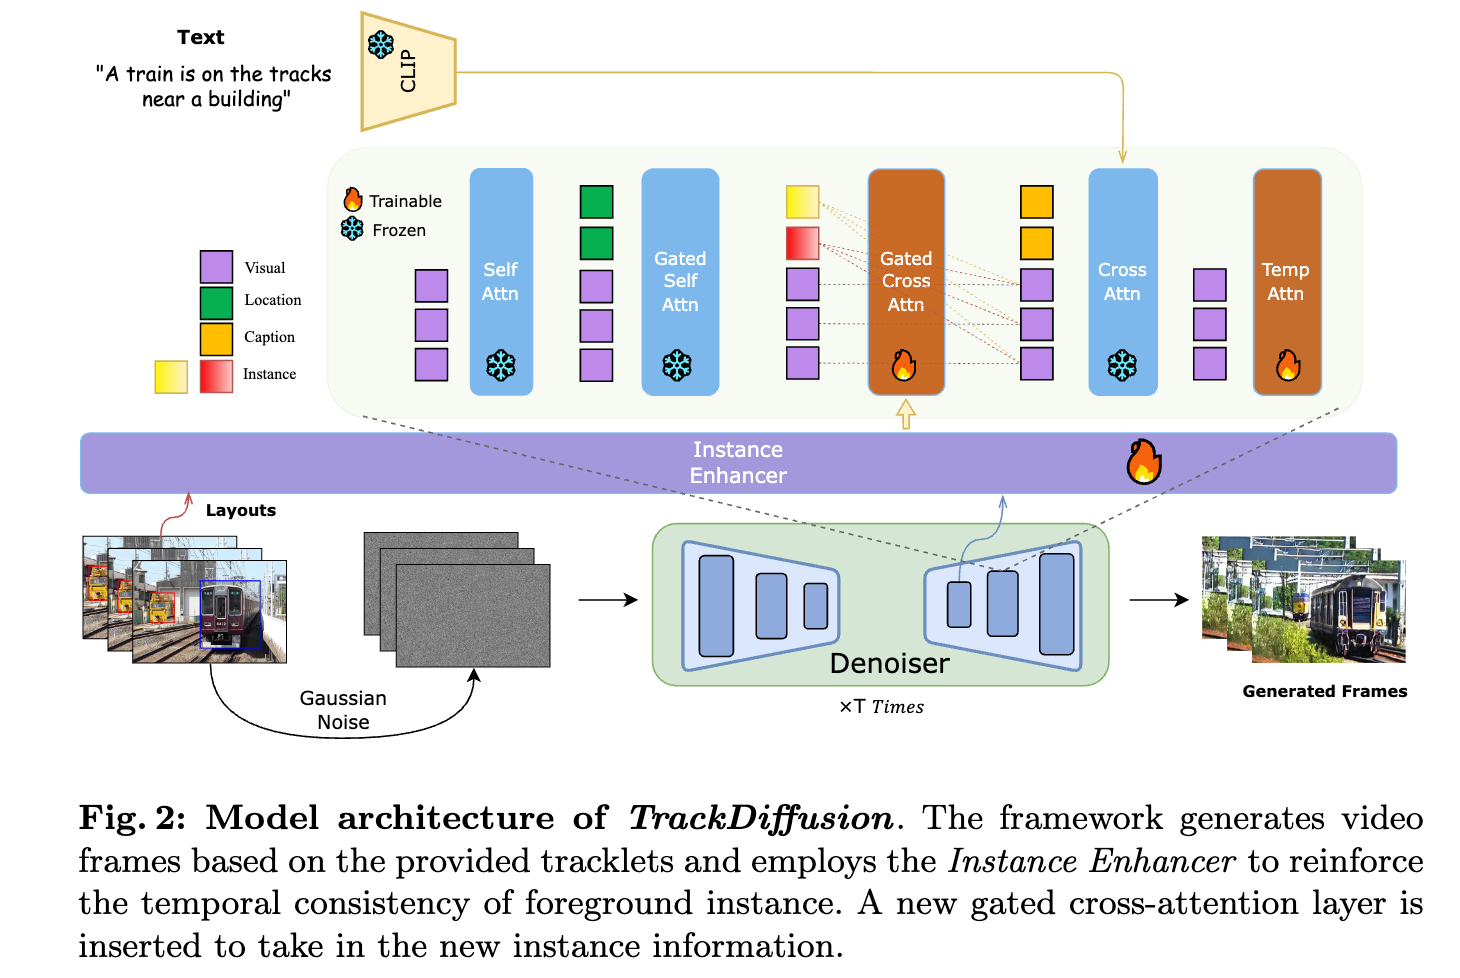 Text
"A train is on the tracks
near a building"
CLIP
Trainable
Frozen
Self
Attn
Gated
Self
Attn
Gated
Cross
Attn
Cross
Attn
Temp
Attn
Visual
Location
Caption
Instance
Instance
Instance
Enhancer
Layouts
Gaussian
Noise
Denoiser
×T Times
Generated Frames
Fig. 2: Model architecture of TrackDiffusion. The framework generates video
frames based on the provided tracklets and employs the Instance Enhancer to reinforce
the temporal consistency of foreground instance. A new gated cross-attention layer is
inserted to take in the new instance information.